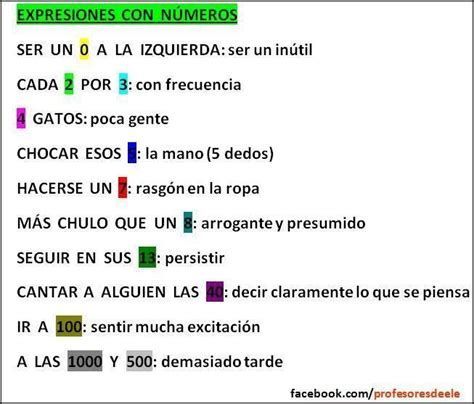 EXPRESIONES CON NÚMEROS
SER UN 0 A LA IZQUIERDA: ser un inútil
CADA 2 POR 3: con frecuencia
4 GATOS: poca gente
CHOCAR ESOS 5: la mano (5 dedos)
HACERSE UN 7: rasgón en la ropa
MÁS CHULO QUE UN 8: arrogante y presumido
SEGUIR EN SUS 13: persistir
CANTAR A ALGUIEN LAS 40: decir claramente lo que se piensa
IR A 100: sentir mucha excitación
A LAS 1000 Y 500: demasiado tarde
facebook.com/profesoresdeele